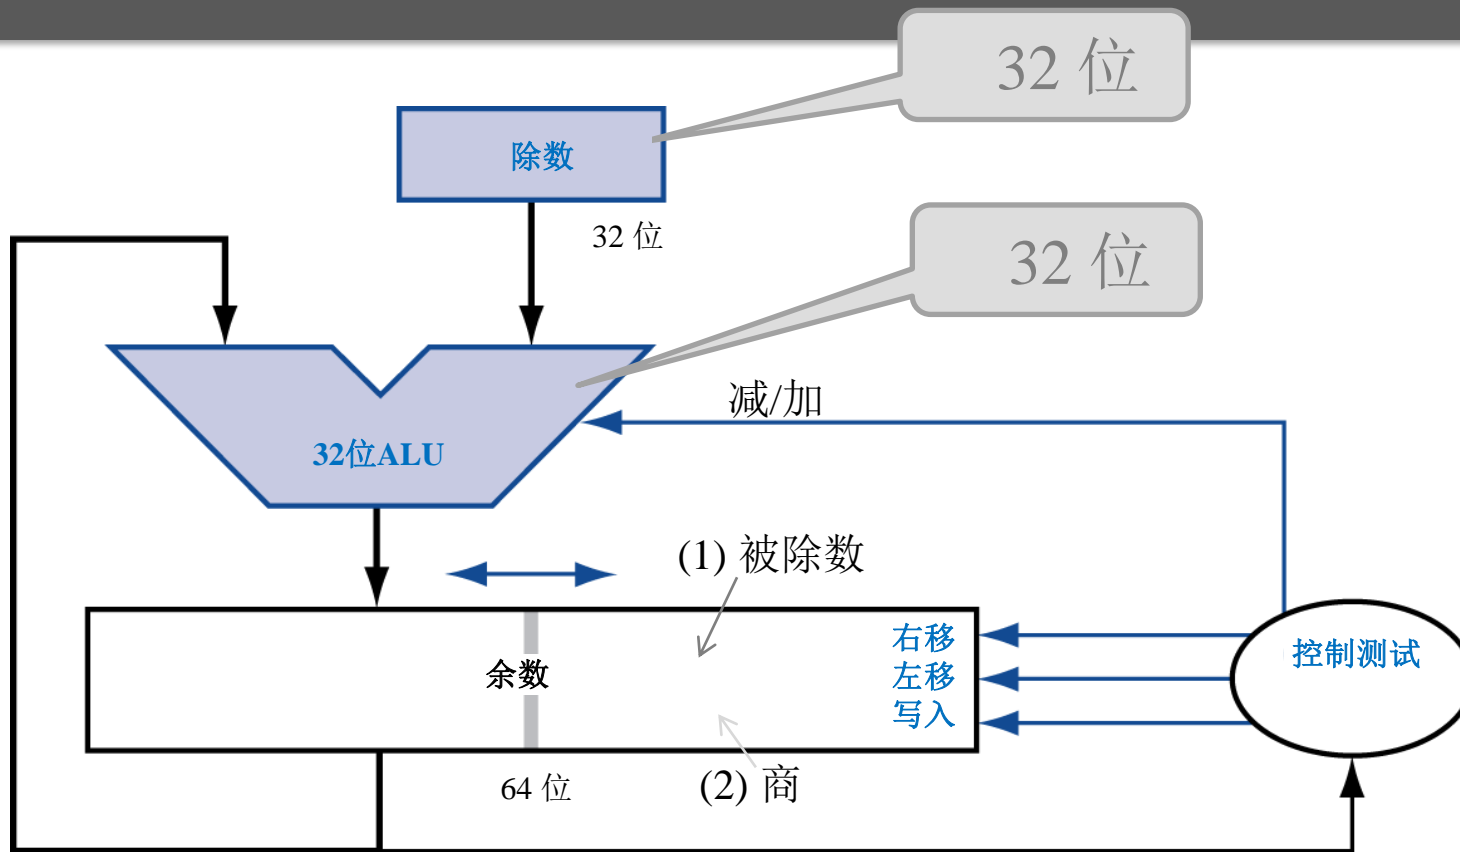 32 位
除数
32 位
32 位
减/加
32位ALU
(1) 被除数
右移
控制测试
余数
左移
写入
64 位
(2) 商